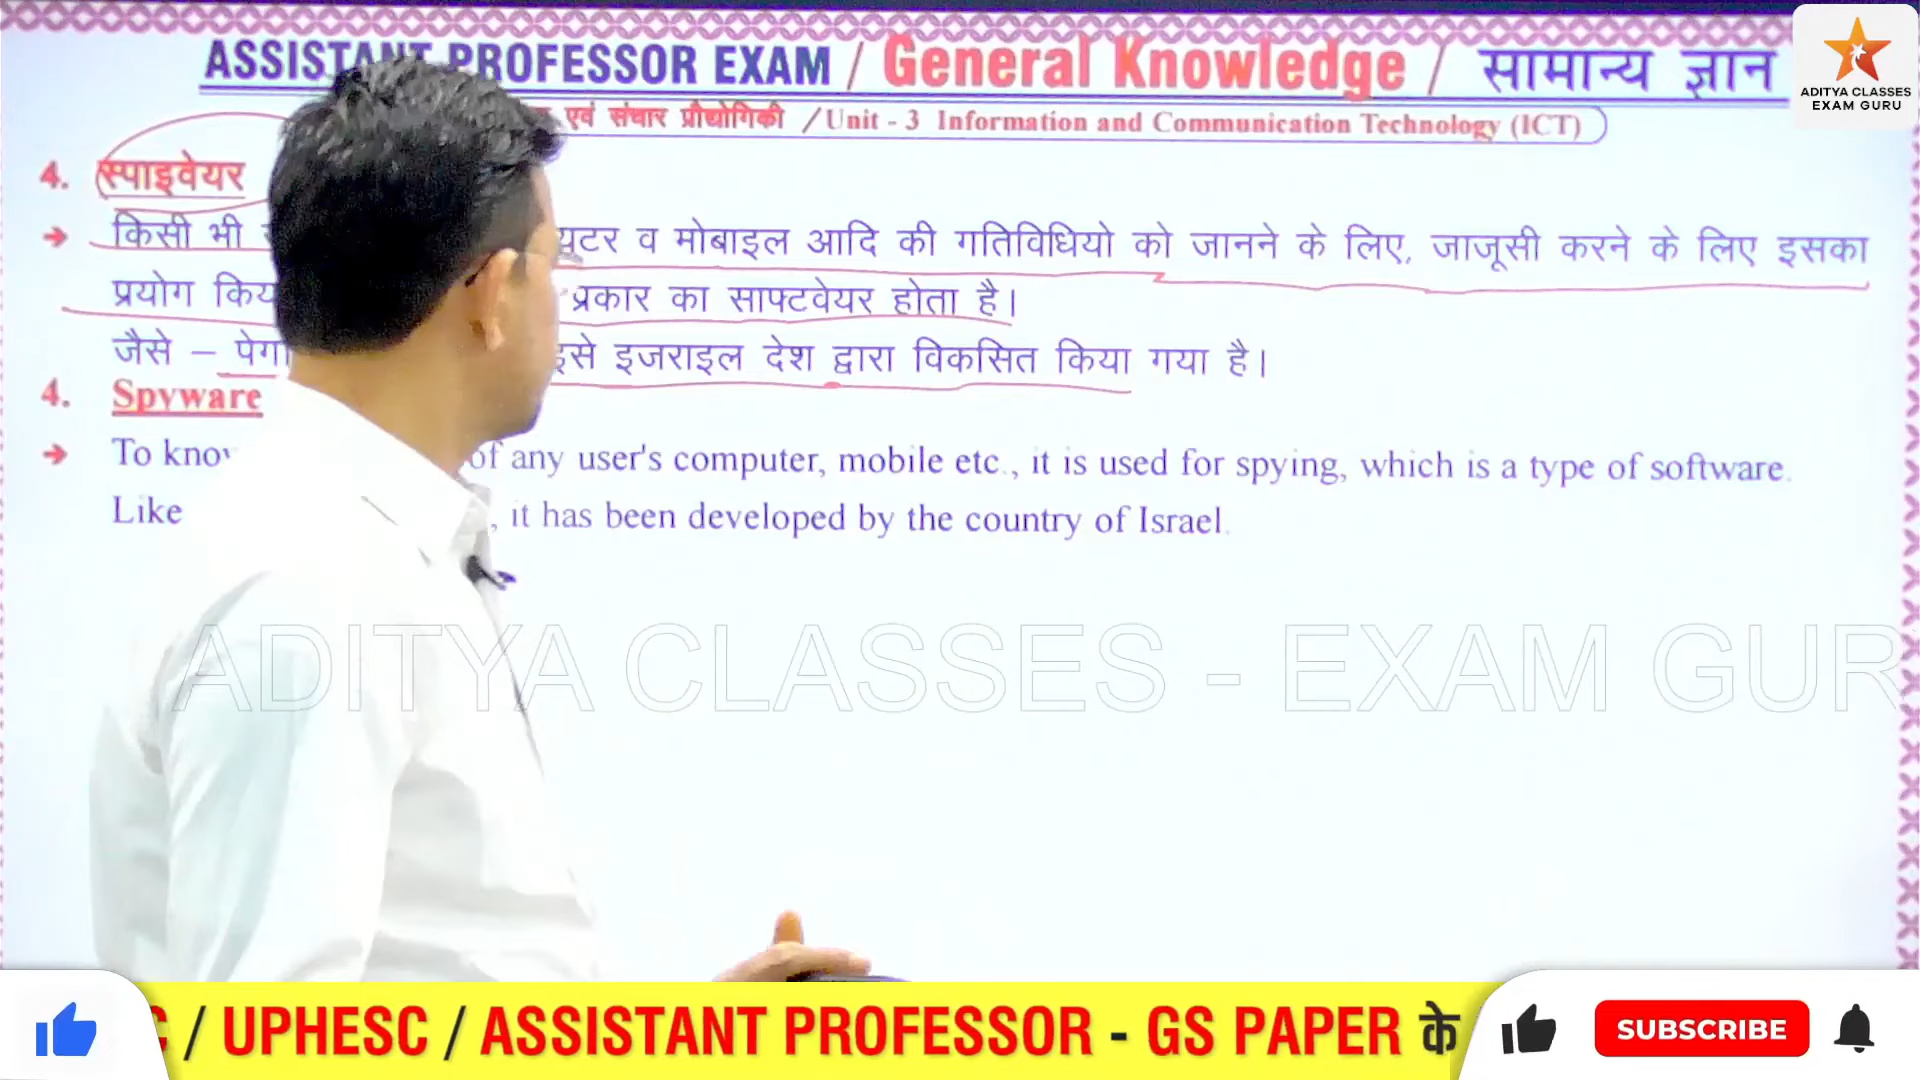 ASSISTANT PROFESSOR EXAM / General Knowledge / सामान्य ज्ञान
ADITYA CLASSES
EXAM GURU
एवं संचार प्रौद्योगिकी / Unit - 3 Information and Communication Technology (ICT)
4. स्पाइवेयर
→ किसी भी व मोबाइल आदि की गतिविधियो को जानने के लिए, जाजूसी करने के लिए इसका
प्रयोग प्रकार का साफ्टवेयर होता है।
जैसे – इसे इजराइल देश द्वारा विकसित किया गया है।
4. Spyware
→ To of any user's computer, mobile etc., it is used for spying, which is a type of software.
Like , it has been developed by the country of Israel.
ADITYA CLASSES - EXAM GUR
/ UPHESC / ASSISTANT PROFESSOR - GS PAPER के
SUBSCRIBE